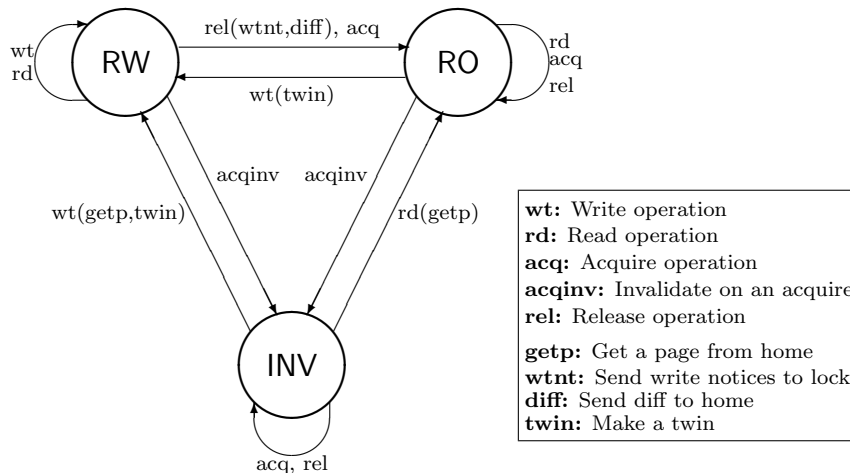 rel(wtnt,diff), acq
wt
rd
RW
RO
rd
acq
rel
wt(twin)
acqinv
acqinv
wt(getp,twin)
rd(getp)
INV
acq, rel
wt: Write operation
rd: Read operation
acq: Acquire operation
acqinv: Invalidate on an acquire
rel: Release operation
getp: Get a page from home
wtnt: Send write notices to lock
diff: Send diff to home
twin: Make a twin